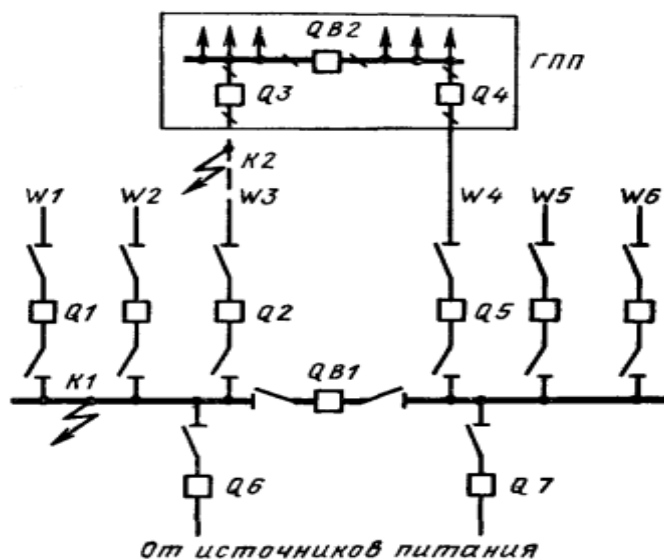 QB2
ГПП
Q3
Q4
K2
W1
W2
W3
W4
W5
W6
Q1
Q2
Q5
K1
QB1
Q6
Q7
От источников питания